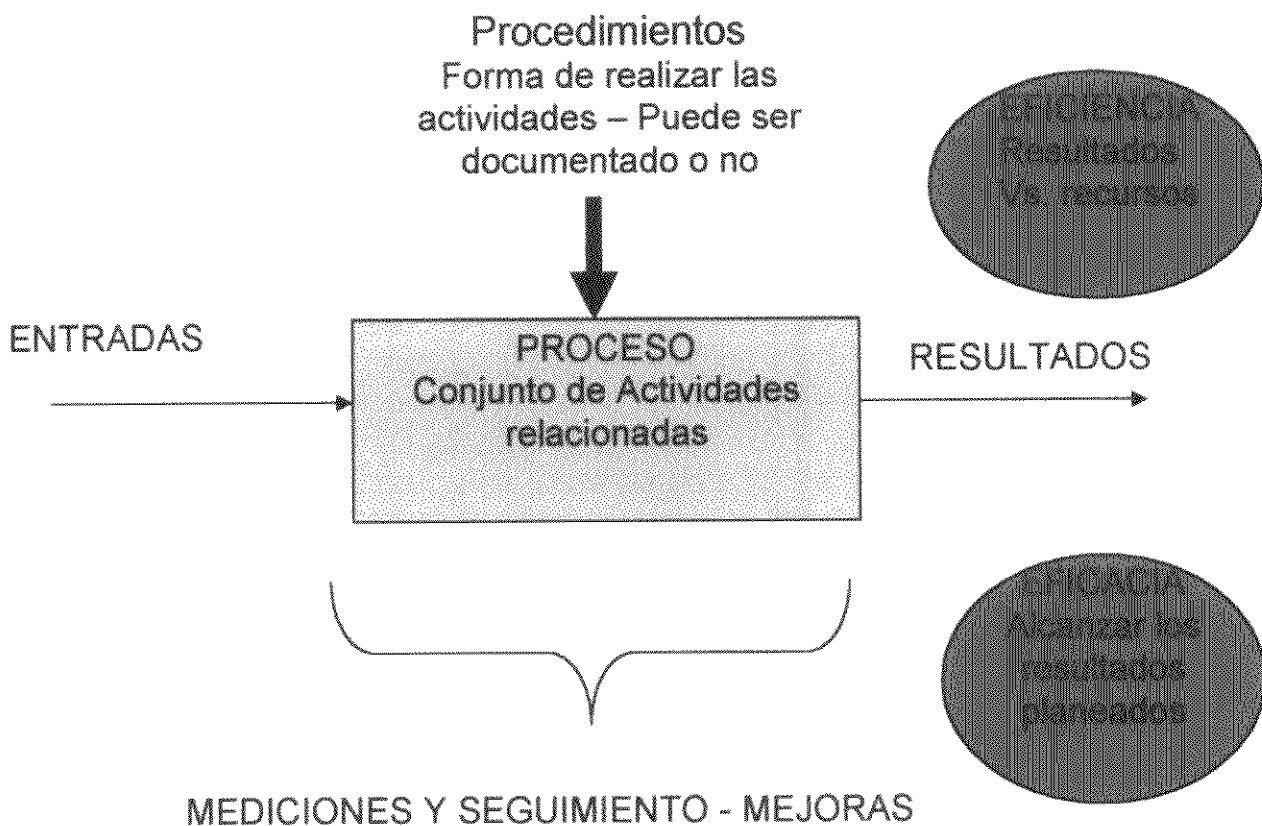 Procedimientos
Forma de realizar las
actividades – Puede ser
documentado o no
EFICIENCIA
Resultados
Vs. recursos
ENTRADAS
PROCESO
Conjunto de Actividades
relacionadas
RESULTADOS
EFICACIA
Alcanzar los
resultados
planeados
MEDICIONES Y SEGUIMIENTO - MEJORAS